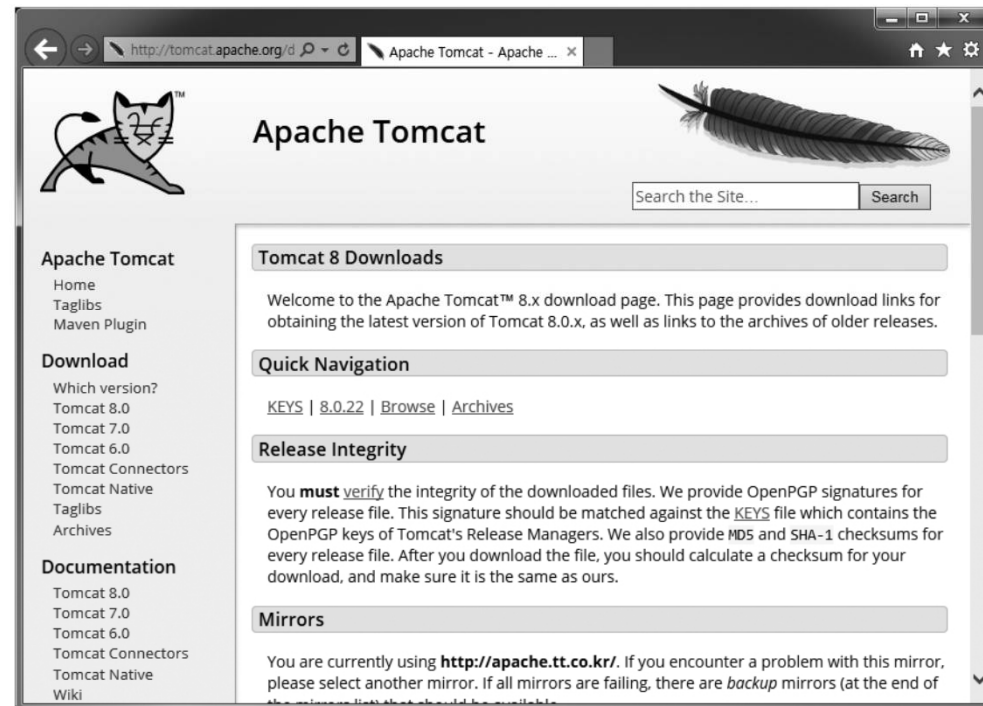 http://tomcat.apache.org/d
Apache Tomcat - Apache ...
TM
Apache Tomcat
Search the Site...
Search
Apache Tomcat
Home
Taglibs
Maven Plugin
Download
Which version?
Tomcat 8.0
Tomcat 7.0
Tomcat 6.0
Tomcat Connectors
Tomcat Native
Taglibs
Archives
Documentation
Tomcat 8.0
Tomcat 7.0
Tomcat 6.0
Tomcat Connectors
Tomcat Native
Wiki
Tomcat 8 Downloads
Welcome to the Apache Tomcat™ 8.x download page. This page provides download links for
obtaining the latest version of Tomcat 8.0.x, as well as links to the archives of older releases.
Quick Navigation
KEYS | 8.0.22 | Browse | Archives
Release Integrity
You must verify the integrity of the downloaded files. We provide OpenPGP signatures for
every release file. This signature should be matched against the KEYS file which contains the
OpenPGP keys of Tomcat's Release Managers. We also provide MD5 and SHA-1 checksums for
every release file. After you download the file, you should calculate a checksum for your
download, and make sure it is the same as ours.
Mirrors
You are currently using http://apache.tt.co.kr/. If you encounter a problem with this mirror,
please select another mirror. If all mirrors are failing, there are backup mirrors (at the end of
the mirrors list) that should be available.